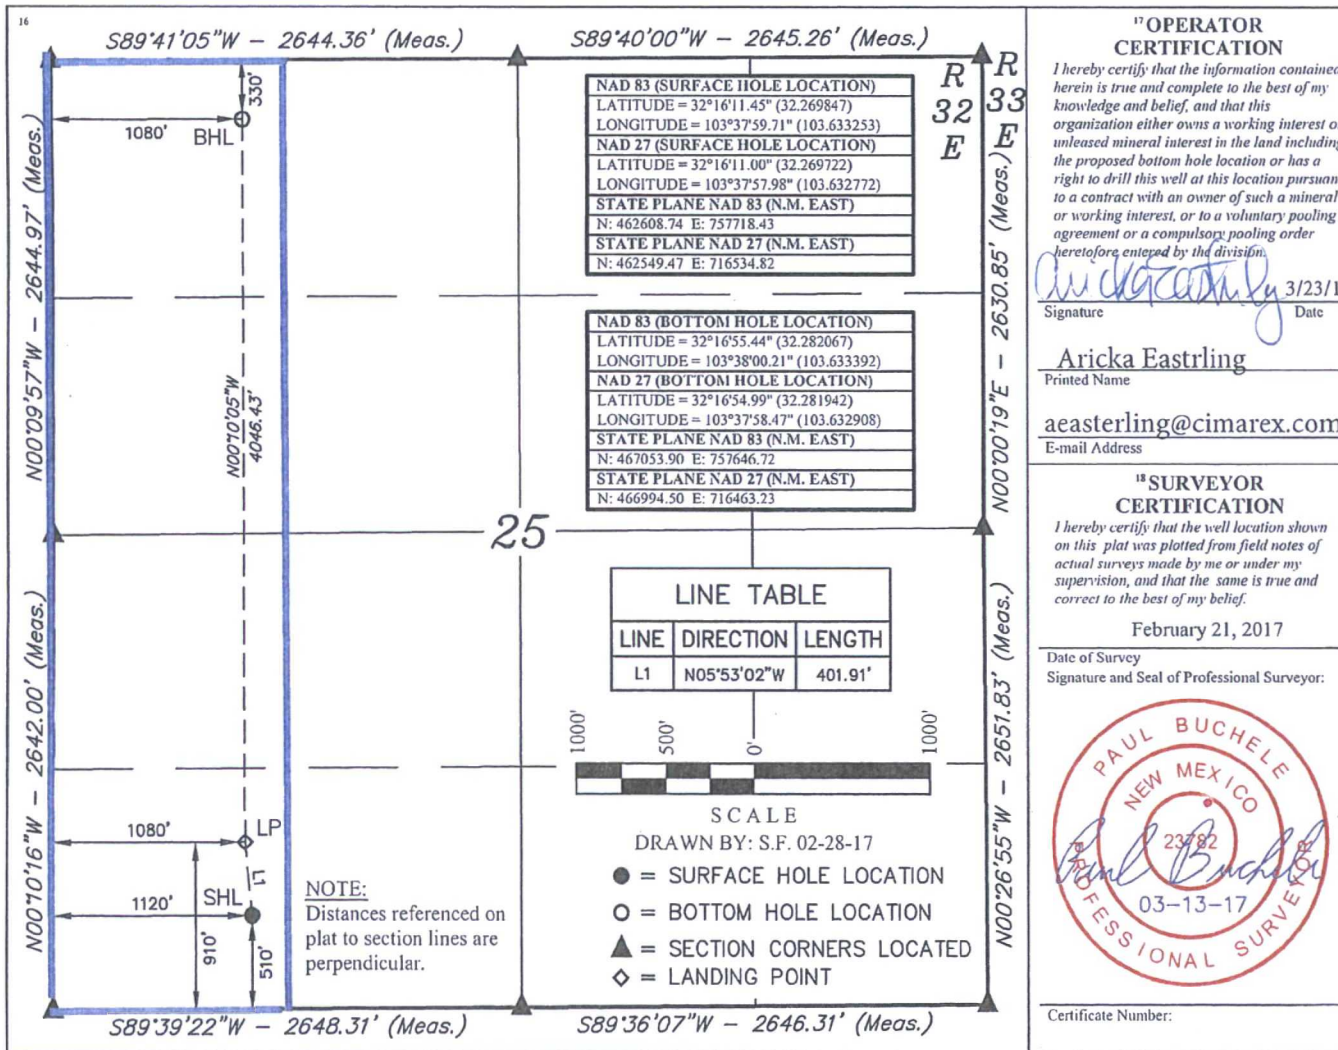 16
S89°41'05"W – 2644.36' (Meas.)
S89°40'00"W – 2645.26' (Meas.)
N00°09'57"W – 2644.97' (Meas.)
N00°10'16"W – 2642.00' (Meas.)
330'
1080'
BHL
N00°10'05"W
4046.43'
1080'
LP
L1
1120'
SHL
910'
510'
NOTE:
Distances referenced on
plat to section lines are
perpendicular.
S89°39'22"W – 2648.31' (Meas.)
S89°36'07"W – 2646.31' (Meas.)
25
NAD 83 (SURFACE HOLE LOCATION)
LATITUDE = 32°16'11.45" (32.269847)
LONGITUDE = 103°37'59.71" (103.633253)
NAD 27 (SURFACE HOLE LOCATION)
LATITUDE = 32°16'11.00" (32.269722)
LONGITUDE = 103°37'57.98" (103.632772)
STATE PLANE NAD 83 (N.M. EAST)
N: 462608.74 E: 757718.43
STATE PLANE NAD 27 (N.M. EAST)
N: 462549.47 E: 716534.82
NAD 83 (BOTTOM HOLE LOCATION)
LATITUDE = 32°16'55.44" (32.282067)
LONGITUDE = 103°38'00.21" (103.633392)
NAD 27 (BOTTOM HOLE LOCATION)
LATITUDE = 32°16'54.99" (32.281942)
LONGITUDE = 103°37'58.47" (103.632908)
STATE PLANE NAD 83 (N.M. EAST)
N: 467053.90 E: 757646.72
STATE PLANE NAD 27 (N.M. EAST)
N: 466994.50 E: 716463.23
R R
32 33
E E
N00°00'19"E – 2630.85' (Meas.)
N00°26'55"W – 2651.83' (Meas.)
LINE TABLE
LINE DIRECTION LENGTH
L1 N05°53'02"W 401.91'
1000' 500' 0' 1000'
SCALE
DRAWN BY: S.F. 02-28-17
● = SURFACE HOLE LOCATION
○ = BOTTOM HOLE LOCATION
▲ = SECTION CORNERS LOCATED
◇ = LANDING POINT
17 OPERATOR
CERTIFICATION
I hereby certify that the information contained
herein is true and complete to the best of my
knowledge and belief, and that this
organization either owns a working interest o
unleased mineral interest in the land including
the proposed bottom hole location or has a
right to drill this well at this location pursuan
to a contract with an owner of such a mineral
or working interest, or to a voluntary pooling
agreement or a compulsory pooling order
heretofore entered by the division.
3/23/1
Signature Date
Aricka Eastrling
Printed Name
aeasterling@cimarex.com
E-mail Address
18 SURVEYOR
CERTIFICATION
I hereby certify that the well location shown
on this plat was plotted from field notes of
actual surveys made by me or under my
supervision, and that the same is true and
correct to the best of my belief.
February 21, 2017
Date of Survey
Signature and Seal of Professional Surveyor:
PAUL BUCHELE
NEW MEXICO
23782
Paul Buchele
03-13-17
PROFESSIONAL SURVEYOR
Certificate Number: